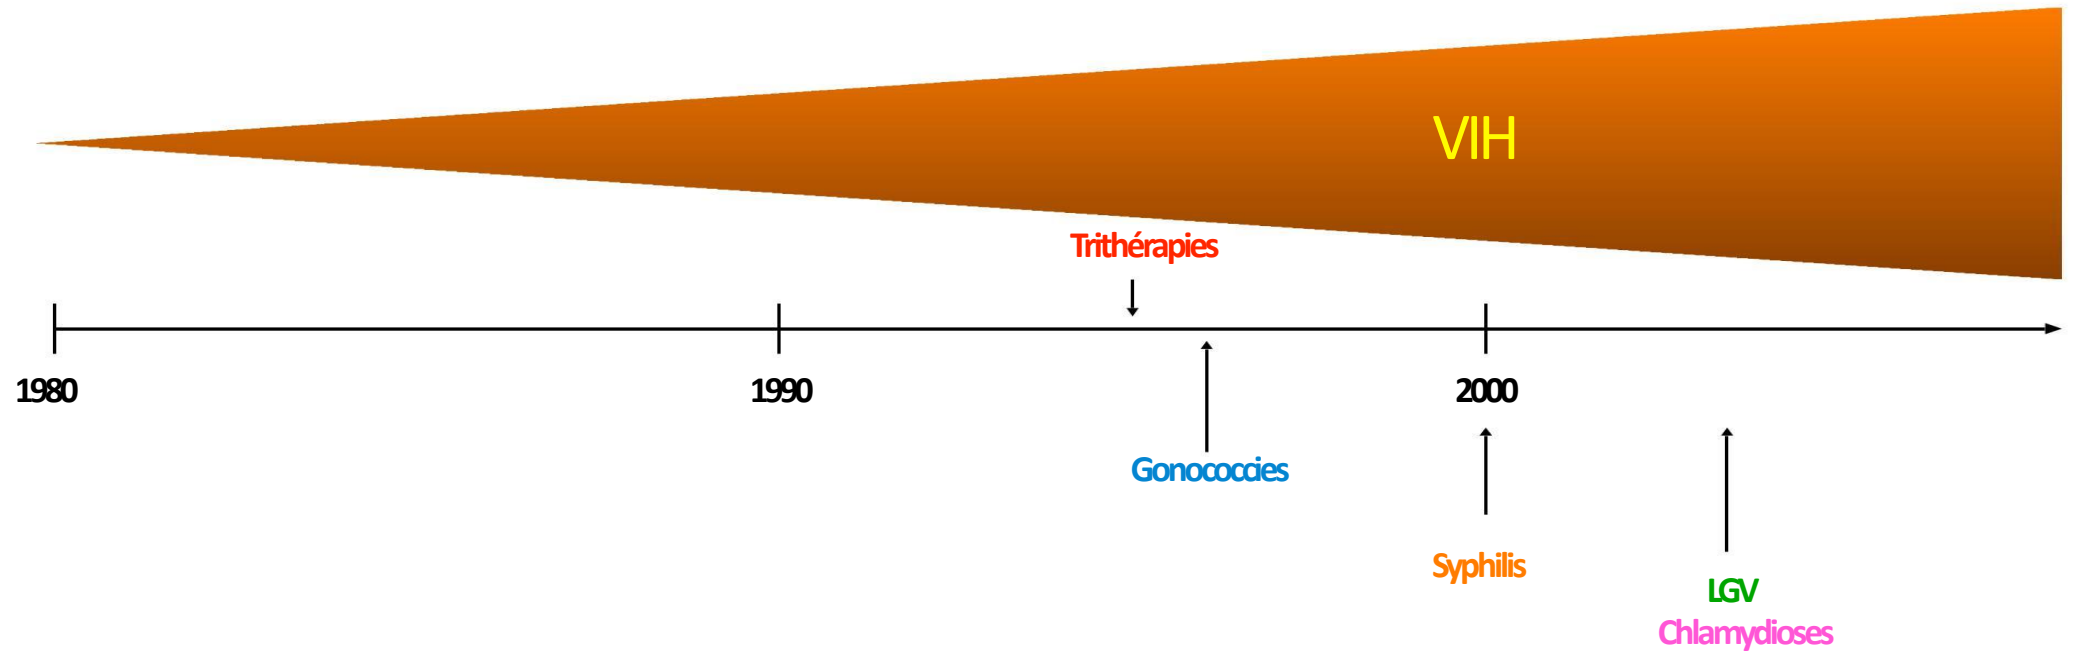 VIH
Trithérapies
1980
1990
2000
Gonococcies
Syphilis
LGV
Chlamydioses